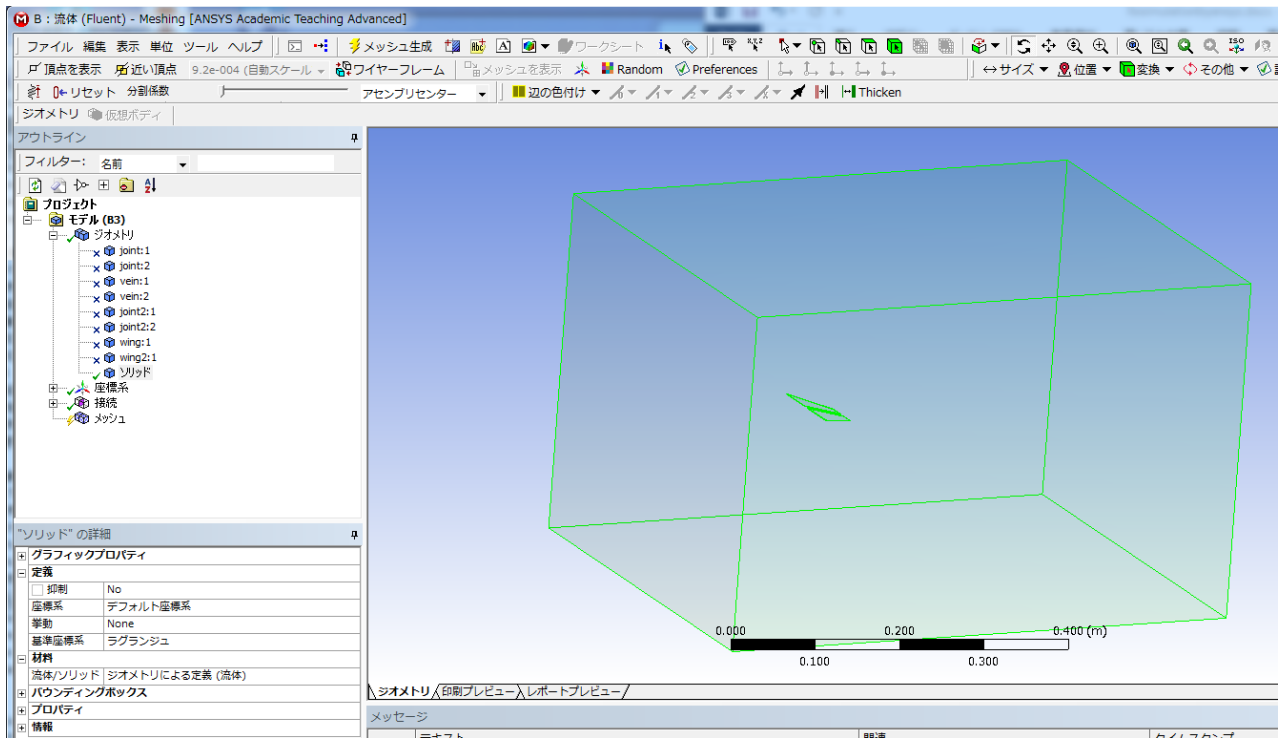 B : 流体 (Fluent) - Meshing [ANSYS Academic Teaching Advanced]
ファイル 編集 表示 単位 ツール ヘルプ メッシュ生成 A ワークシート
頂点を表示 近い頂点 9.2e-004 (自動スケール ワイヤーフレーム メッシュを表示 Random Preferences サイズ 位置 変換 その他
リセット 分割係数 アセンブリセンター 辺の色付け Thicken
ジオメトリ 仮想ボディ
アウトライン
フィルター: 名前
プロジェクト
モデル (B3)
ジオメトリ
joint:1
joint:2
vein:1
vein:2
joint2:1
joint2:2
wing:1
wing2:1
ソリッド
座標系
接続
メッシュ
"ソリッド" の詳細
グラフィックプロパティ
定義
抑制 No
座標系 デフォルト座標系
挙動 None
基準座標系 ラグランジュ
材料
流体/ソリッド ジオメトリによる定義 (流体)
バウンディングボックス
プロパティ
情報
0.000 0.200 0.400 (m)
0.100 0.300
ジオメトリ 印刷プレビュー レポートプレビュー
メッセージ
テキスト 関連 タイムスタンプ